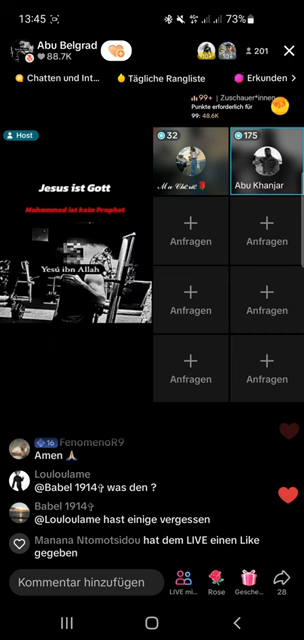 13:45
73%
Abu Belgrad
88.7K
201
Chatten und Int...
Tägliche Rangliste
Erkunden >
99+ | Zuschauer*innen
Punkte erforderlich für
99: 48.6K
Host
32
175
Abu Khanjar
Jesus ist Gott
Mohammed ist kein Prophet
Yesú ibn Allah
+
Anfragen
+
Anfragen
+
Anfragen
+
Anfragen
+
Anfragen
+
Anfragen
16 FenomenoR9
Amen 🙏
Louloulame
@Babel 1914✞ was den ?
Babel 1914✞
@Louloulame hast einige vergessen
Manana Ntomotsidou hat dem LIVE einen Like
gegeben
Kommentar hinzufügen
LIVE mi...
Rose
Gesche...
28